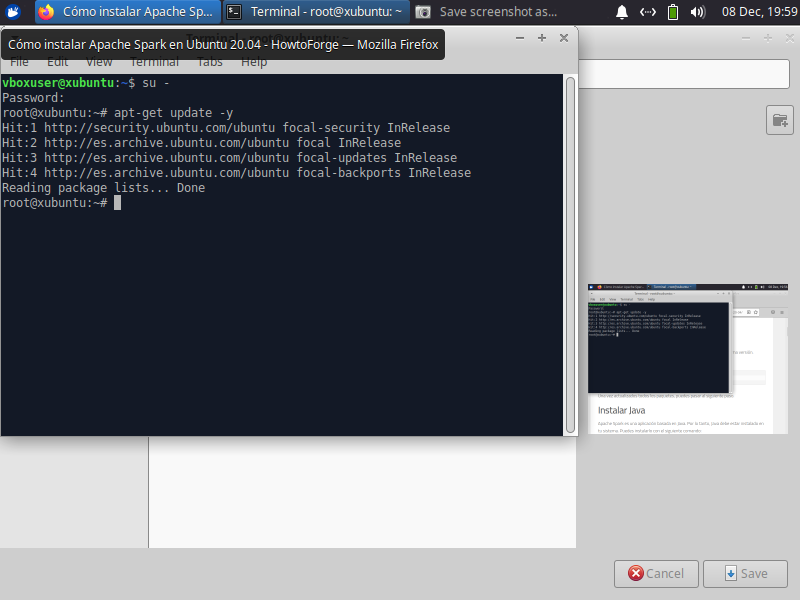 Cómo instalar Apache Sp...
Terminal - root@xubuntu: ~
Save screenshot as...
08 Dec, 19:59
Cómo instalar Apache Spark en Ubuntu 20.04 - HowtoForge — Mozilla Firefox
File Edit View Terminal Tabs Help
vboxuser@xubuntu:~$ su -
Password:
root@xubuntu:~# apt-get update -y
Hit:1 http://security.ubuntu.com/ubuntu focal-security InRelease
Hit:2 http://es.archive.ubuntu.com/ubuntu focal InRelease
Hit:3 http://es.archive.ubuntu.com/ubuntu focal-updates InRelease
Hit:4 http://es.archive.ubuntu.com/ubuntu focal-backports InRelease
Reading package lists... Done
root@xubuntu:~#
Instalar Java
Cancel
Save